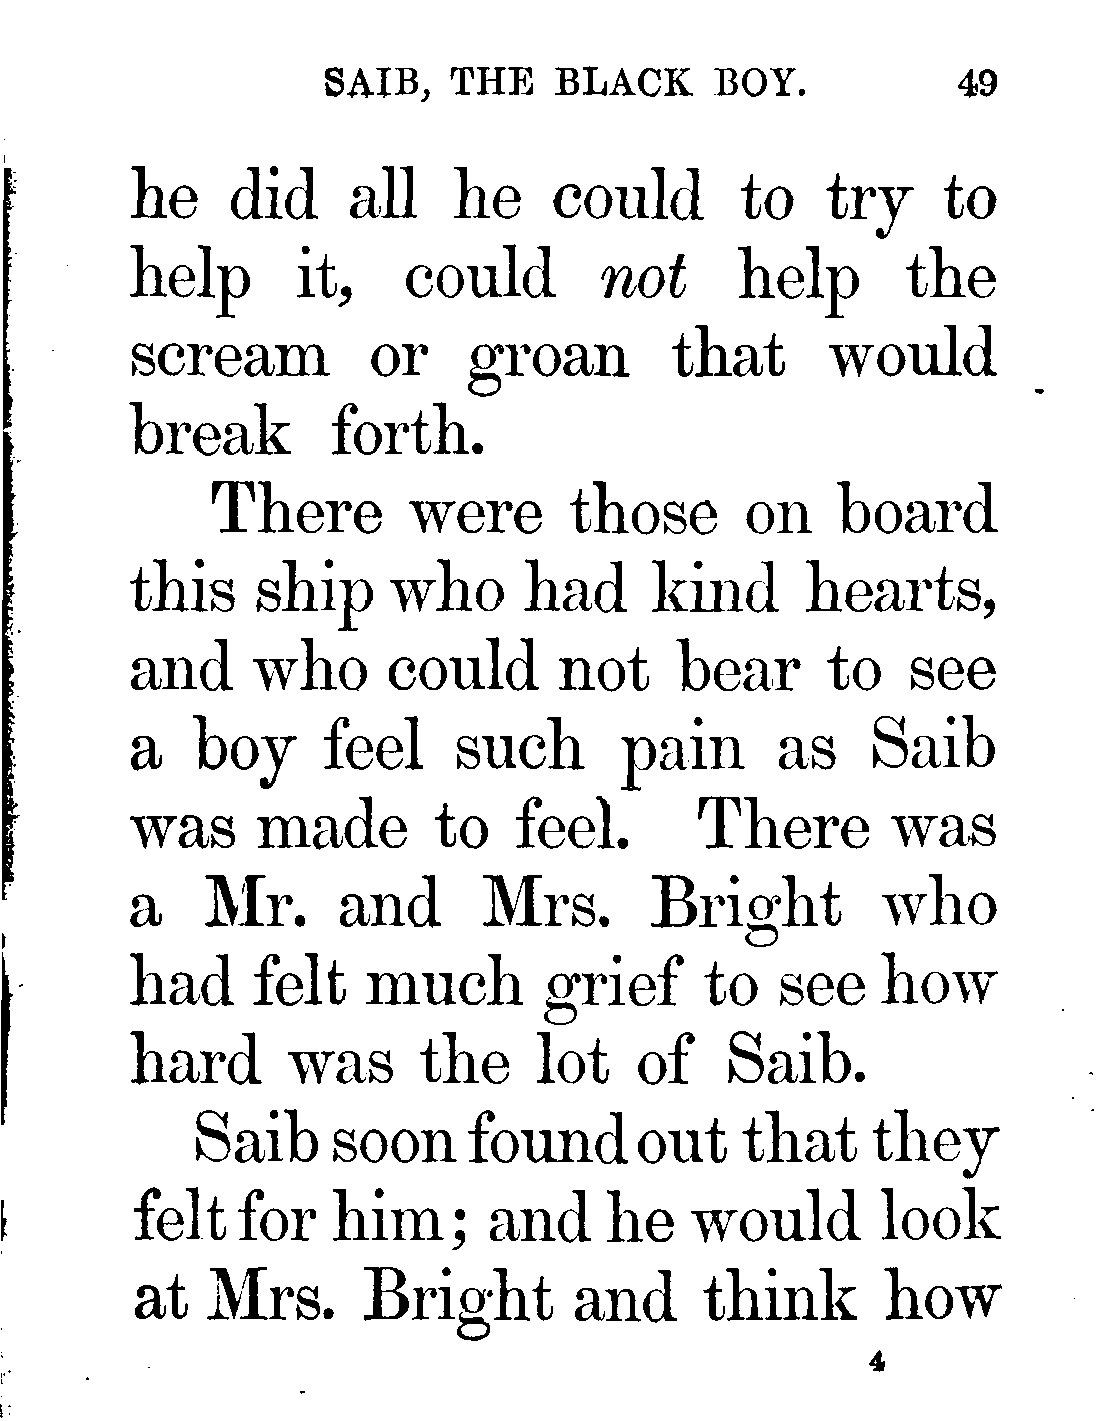 SAIB, THE BLACK BOY. 49
he did all he could to try to
help it, could not help the
scream or groan that would
break forth.
There were those on board
this ship who had kind hearts,
and who could not bear to see
a boy feel such pain as Saib
was made to feel. There was
a Mr. and Mrs. Bright who
had felt much grief to see how
hard was the lot of Saib.
Saib soon found out that they
felt for him; and he would look
at Mrs. Bright and think how
4